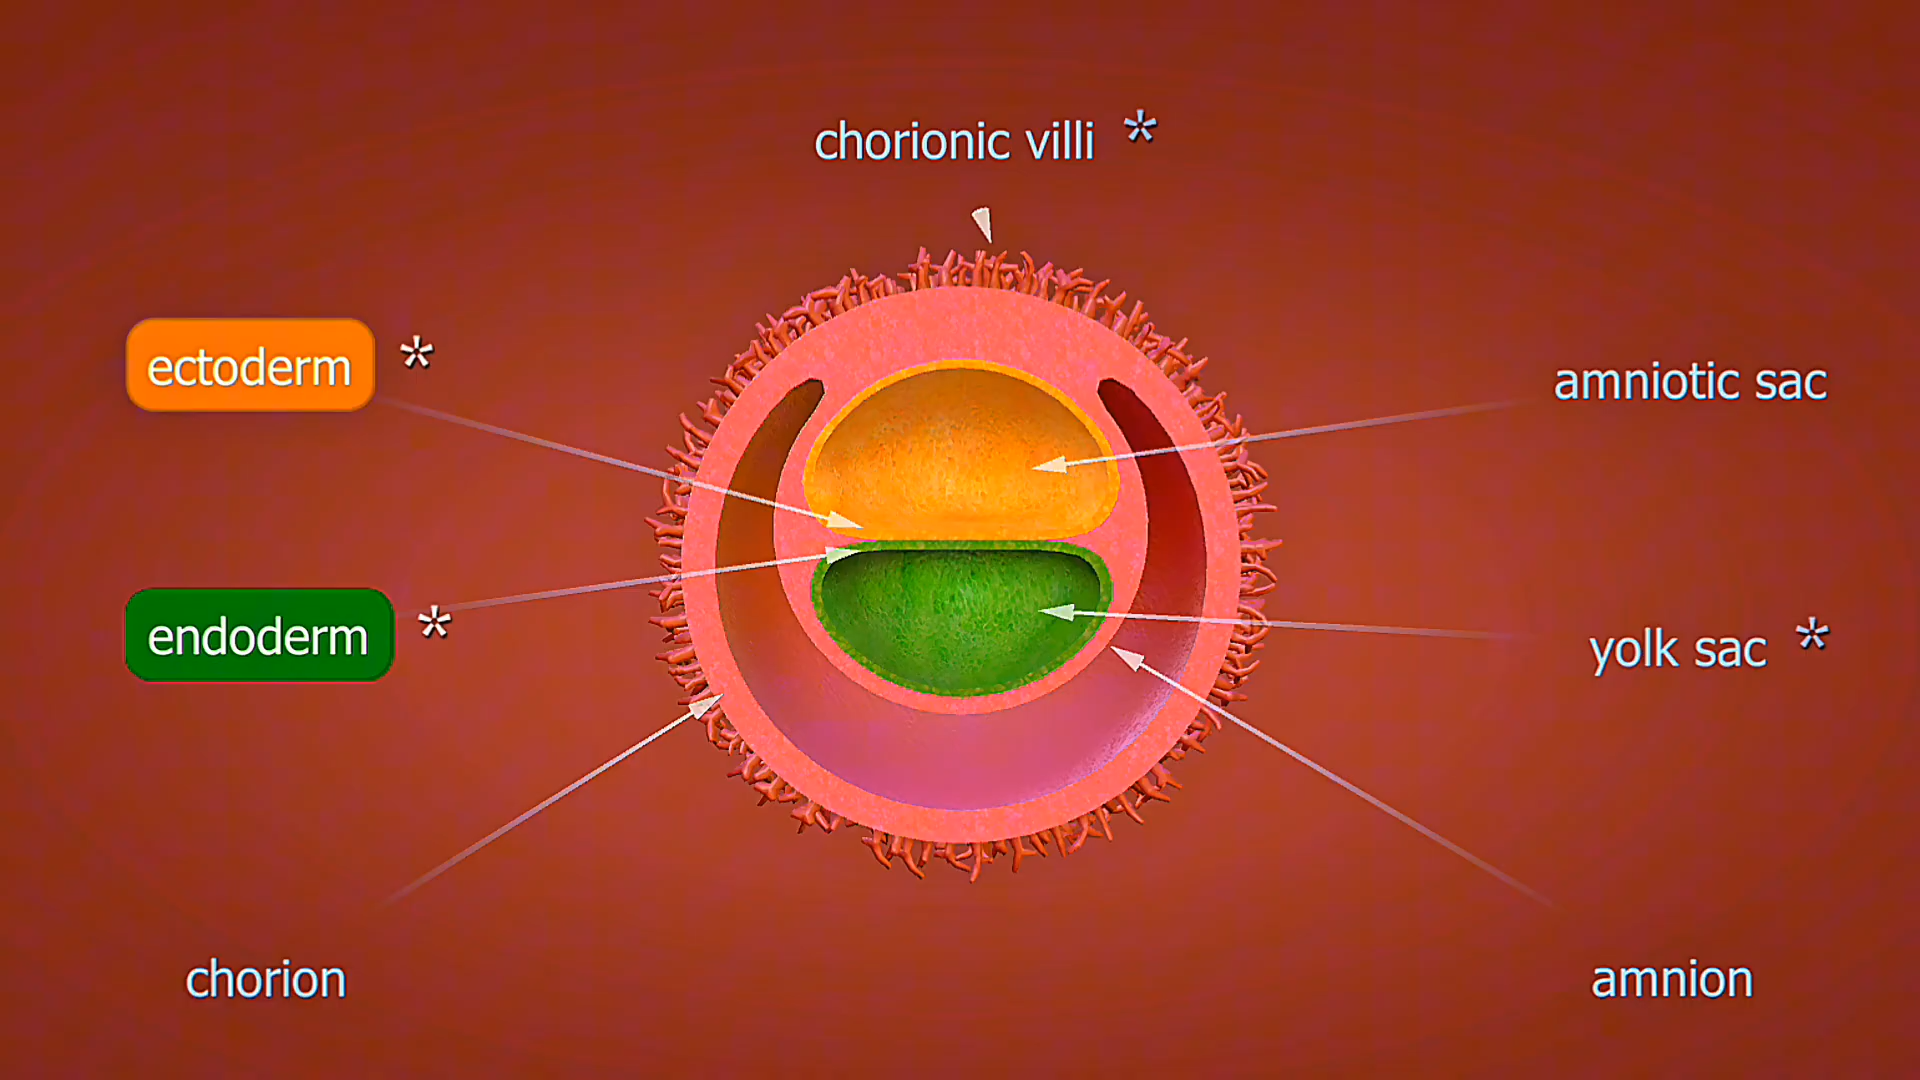 chorionic villi *
ectoderm *
amniotic sac
endoderm *
yolk sac *
chorion
amnion